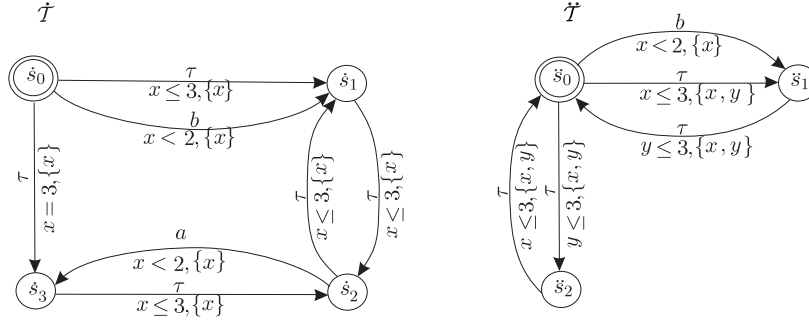 𝒯̇
ṡ₀
τ
x ≤ 3, {x}
b
x < 2, {x}
ṡ₁
τ
x = 3, {x}
τ
x ≤ 3, {x}
τ
x ≤ 3, {x}
a
x < 2, {x}
ṡ₃
τ
x ≤ 3, {x}
ṡ₂
𝒯̈
b
x < 2, {x}
s̈₀
τ
x ≤ 3, {x, y}
s̈₁
τ
y ≤ 3, {x, y}
τ
x ≤ 3, {x, y}
τ
y ≤ 3, {x, y}
s̈₂